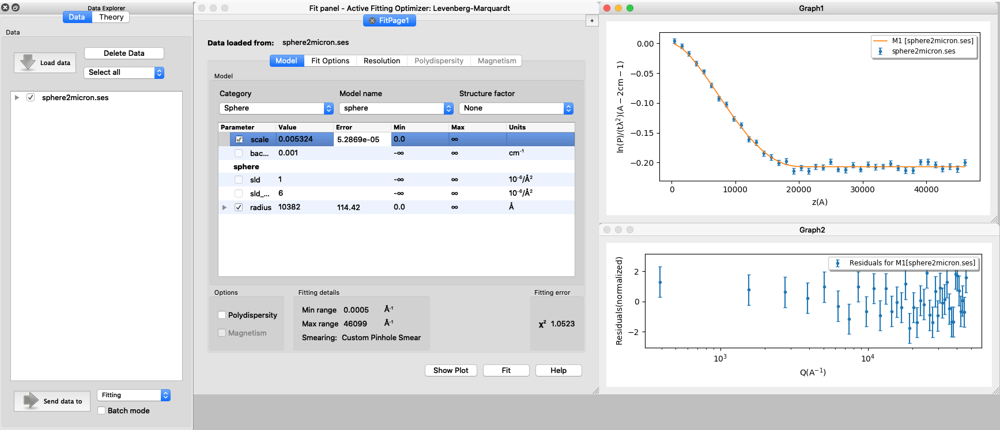 Data Explorer
Data
Theory
Data
Load data
Delete Data
Select all
sphere2micron.ses
Send data to
Fitting
Batch mode
Fit panel - Active Fitting Optimizer: Levenberg-Marquardt
FitPage1
+
Data loaded from: sphere2micron.ses
Model Fit Options Resolution Polydispersity Magnetism
Model
Category Model name Structure factor
Sphere sphere None
Parameter Value Error Min Max Units
scale 0.005324 5.2869e-05 0.0 ∞
bac... 0.001 -∞ ∞ cm⁻¹
sphere
sld 1 -∞ ∞ 10⁻⁶/Å²
sld_... 6 -∞ ∞ 10⁻⁶/Å²
radius 10382 114.42 0.0 ∞ Å
Options
Polydispersity
Magnetism
Fitting details
Min range 0.0005 Å⁻¹
Max range 46099 Å⁻¹
Smearing: Custom Pinhole Smear
Fitting error
χ² 1.0523
Show Plot Fit Help
Graph1
M1 [sphere2micron.ses]
sphere2micron.ses
ln(P)/(tλ²)(A − 2cm − 1)
0.00
−0.05
−0.10
−0.15
−0.20
0 10000 20000 30000 40000
z(A)
Graph2
Residuals for M1[sphere2micron.ses]
Residuals(normalized)
2
0
−2
10³ 10⁴
Q(A⁻¹)